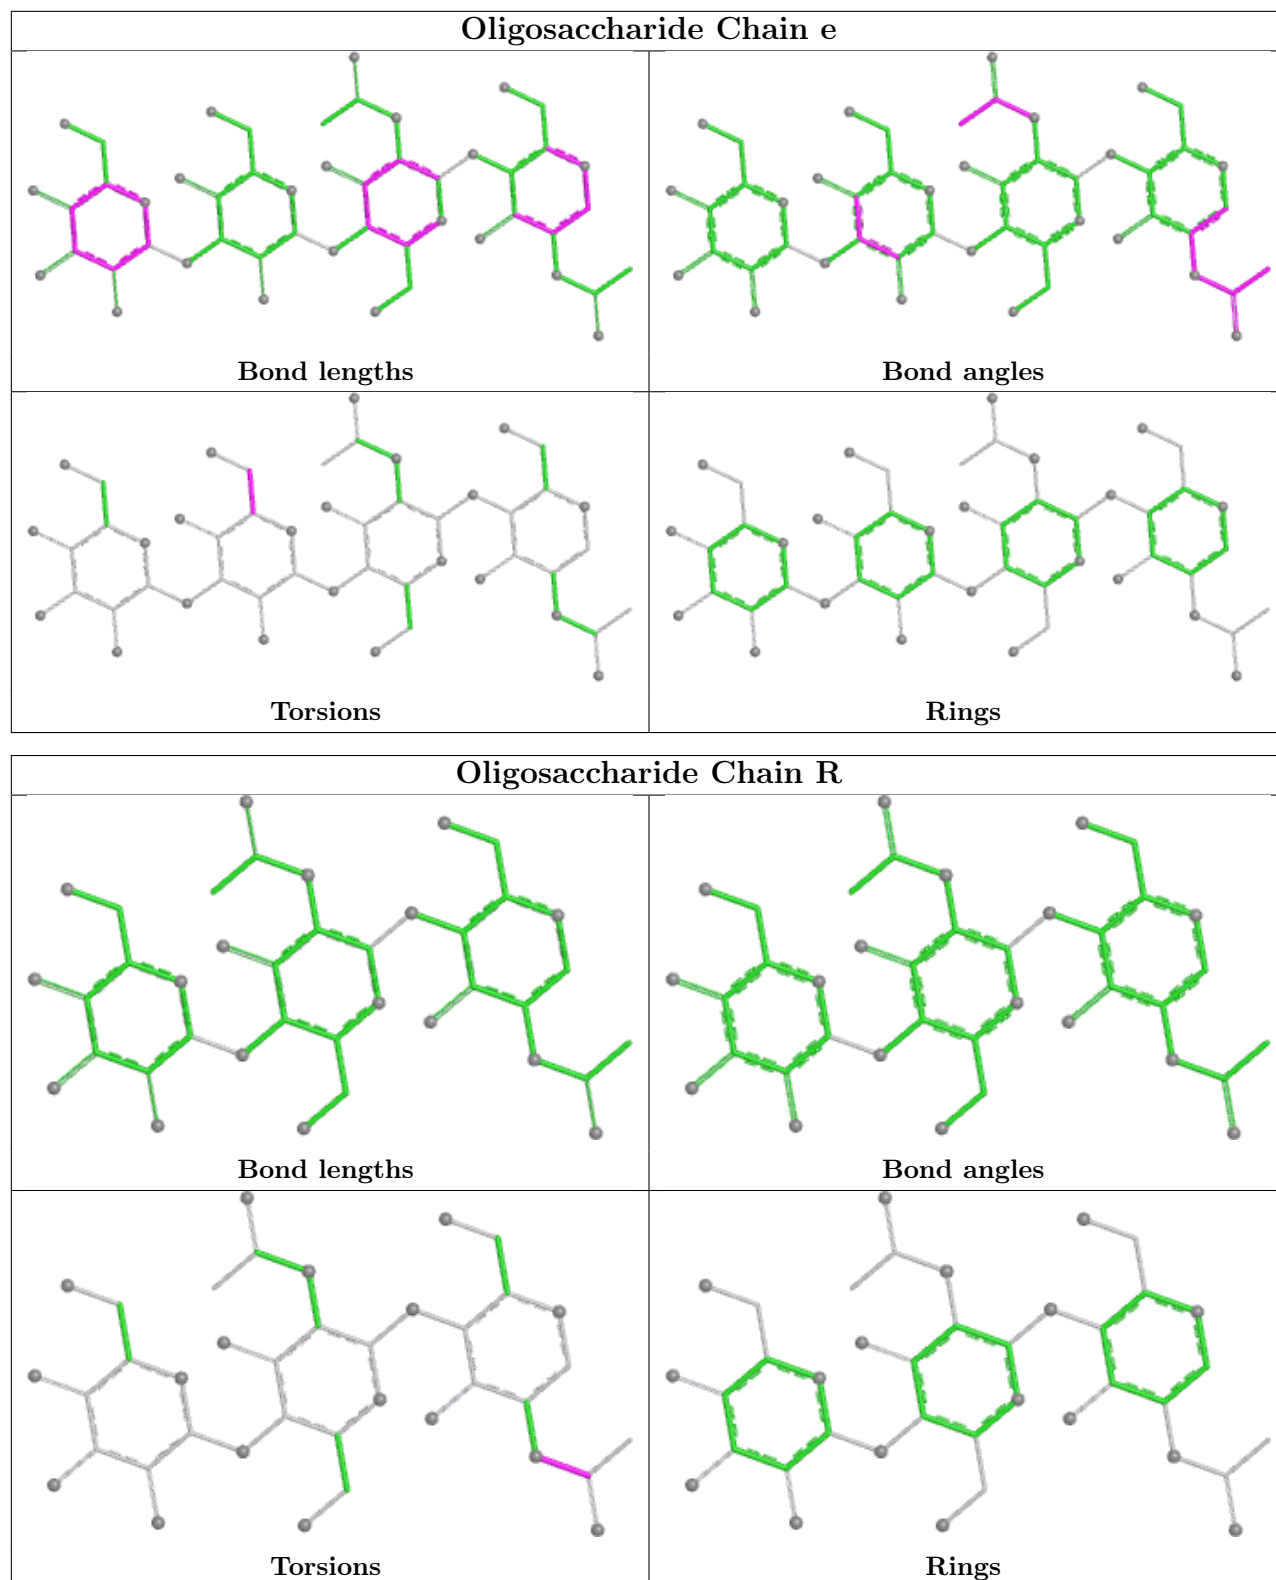 Oligosaccharide Chain e
Bond lengths
Bond angles
Torsions
Rings
Oligosaccharide Chain R
Bond lengths
Bond angles
Torsions
Rings